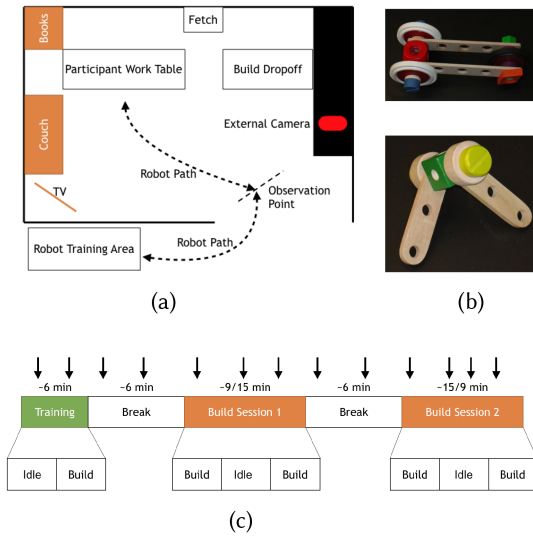 Books
Fetch
Participant Work Table
Build Dropoff
External Camera
Couch
Robot Path
Observation
Point
TV
Robot Training Area
Robot Path
(a)
(b)
~6 min
~6 min
~9/15 min
~6 min
~15/9 min
Training
Break
Build Session 1
Break
Build Session 2
Idle
Build
Build
Idle
Build
Build
Idle
Build
(c)